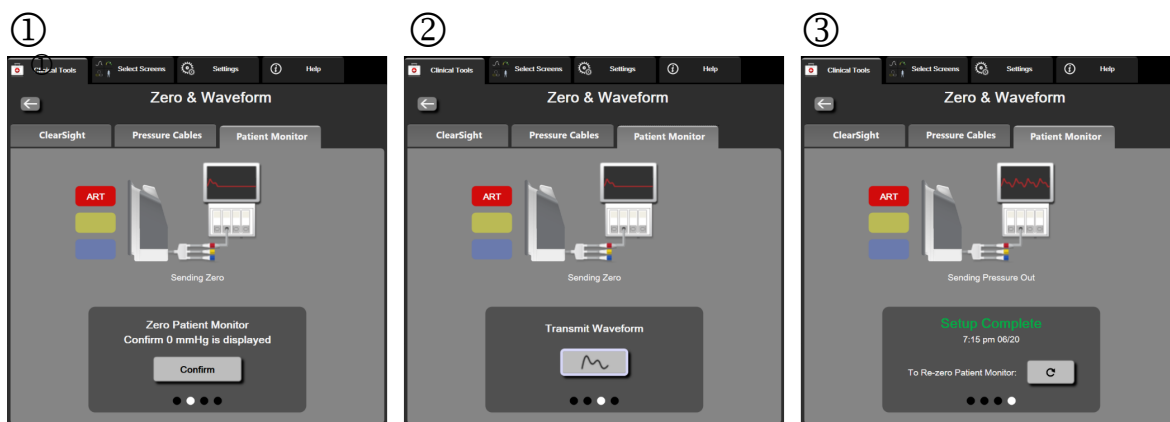 ①
②
③
①
Clinical Tools Select Screens Settings Help
Zero & Waveform
ClearSight Pressure Cables Patient Monitor
ART
Sending Zero
Zero Patient Monitor
Confirm 0 mmHg is displayed
Confirm
Clinical Tools Select Screens Settings Help
Zero & Waveform
ClearSight Pressure Cables Patient Monitor
ART
Sending Zero
Transmit Waveform
Clinical Tools Select Screens Settings Help
Zero & Waveform
ClearSight Pressure Cables Patient Monitor
ART
Sending Pressure Out
Setup Complete
7:15 pm 06/20
To Re-zero Patient Monitor: